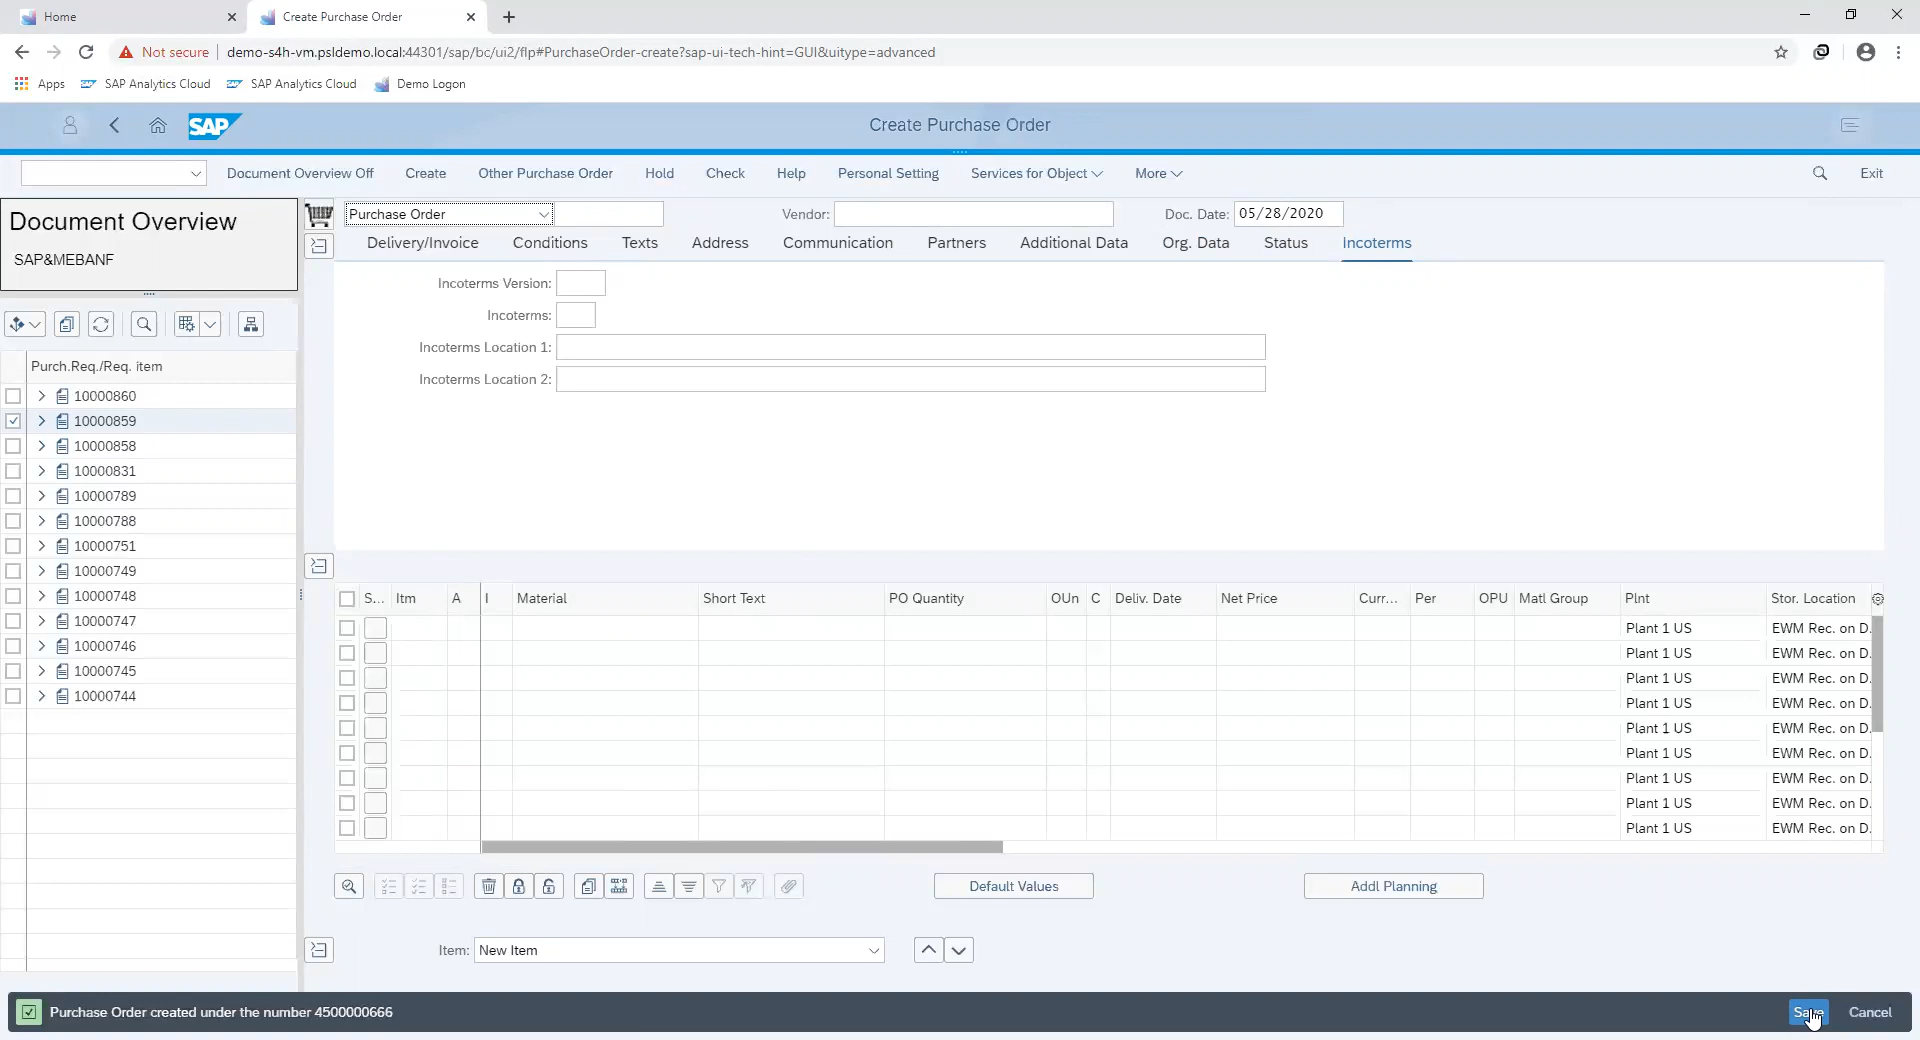 Home
Create Purchase Order
Not secure
demo-s4h-vm.psldemo.local:44301/sap/bc/ui2/flp#PurchaseOrder-create?sap-ui-tech-hint=GUI&uitype=advanced
Apps
SAP Analytics Cloud
SAP Analytics Cloud
Demo Logon
SAP
Create Purchase Order
Document Overview Off
Create
Other Purchase Order
Hold
Check
Help
Personal Setting
Services for Object
More
Exit
Document Overview
SAP&MEBANF
Purchase Order
Vendor:
Doc. Date: 05/28/2020
Delivery/Invoice
Conditions
Texts
Address
Communication
Partners
Additional Data
Org. Data
Status
Incoterms
Incoterms Version:
Incoterms:
Incoterms Location 1:
Incoterms Location 2:
Purch.Req./Req. item
10000860
10000859
10000858
10000831
10000789
10000788
10000751
10000749
10000748
10000747
10000746
10000745
10000744
S... Itm A I Material Short Text PO Quantity OUn C Deliv. Date Net Price Curr... Per OPU Matl Group Plnt Stor. Location
Plant 1 US EWM Rec. on D.
Plant 1 US EWM Rec. on D.
Plant 1 US EWM Rec. on D.
Plant 1 US EWM Rec. on D.
Plant 1 US EWM Rec. on D.
Plant 1 US EWM Rec. on D.
Plant 1 US EWM Rec. on D.
Plant 1 US EWM Rec. on D.
Plant 1 US EWM Rec. on D.
Default Values
Addl Planning
Item: New Item
Purchase Order created under the number 4500000666
Save
Cancel